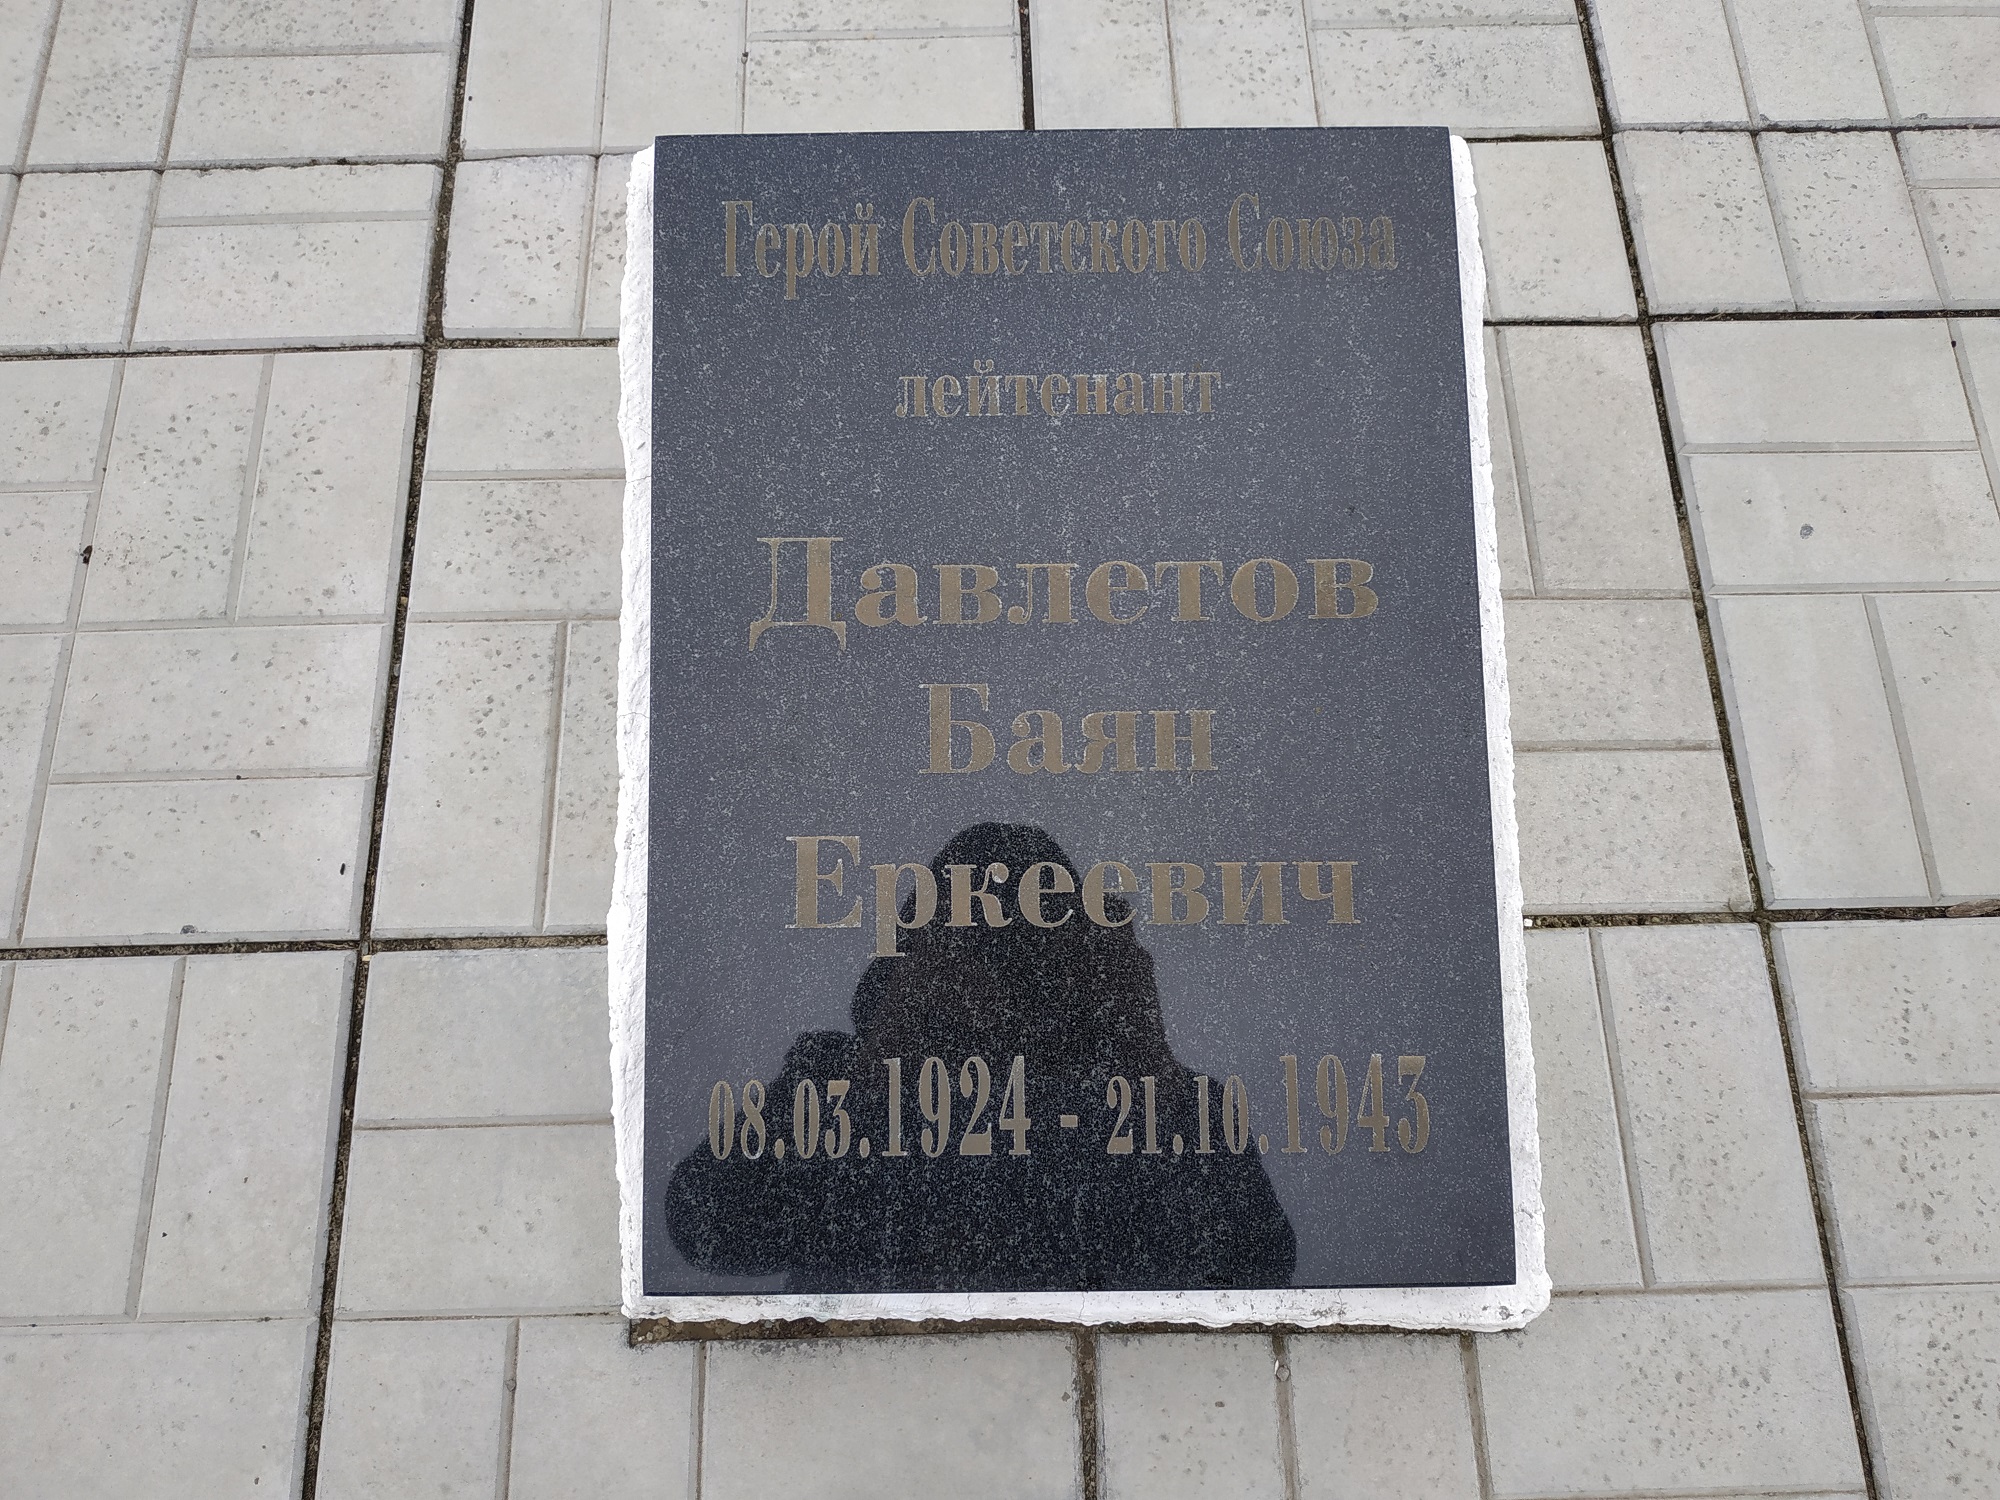 Герой Советского Союза
лейтенант
Давлетов
Баян
Еркеевич
08.03.1924 - 21.10.1943